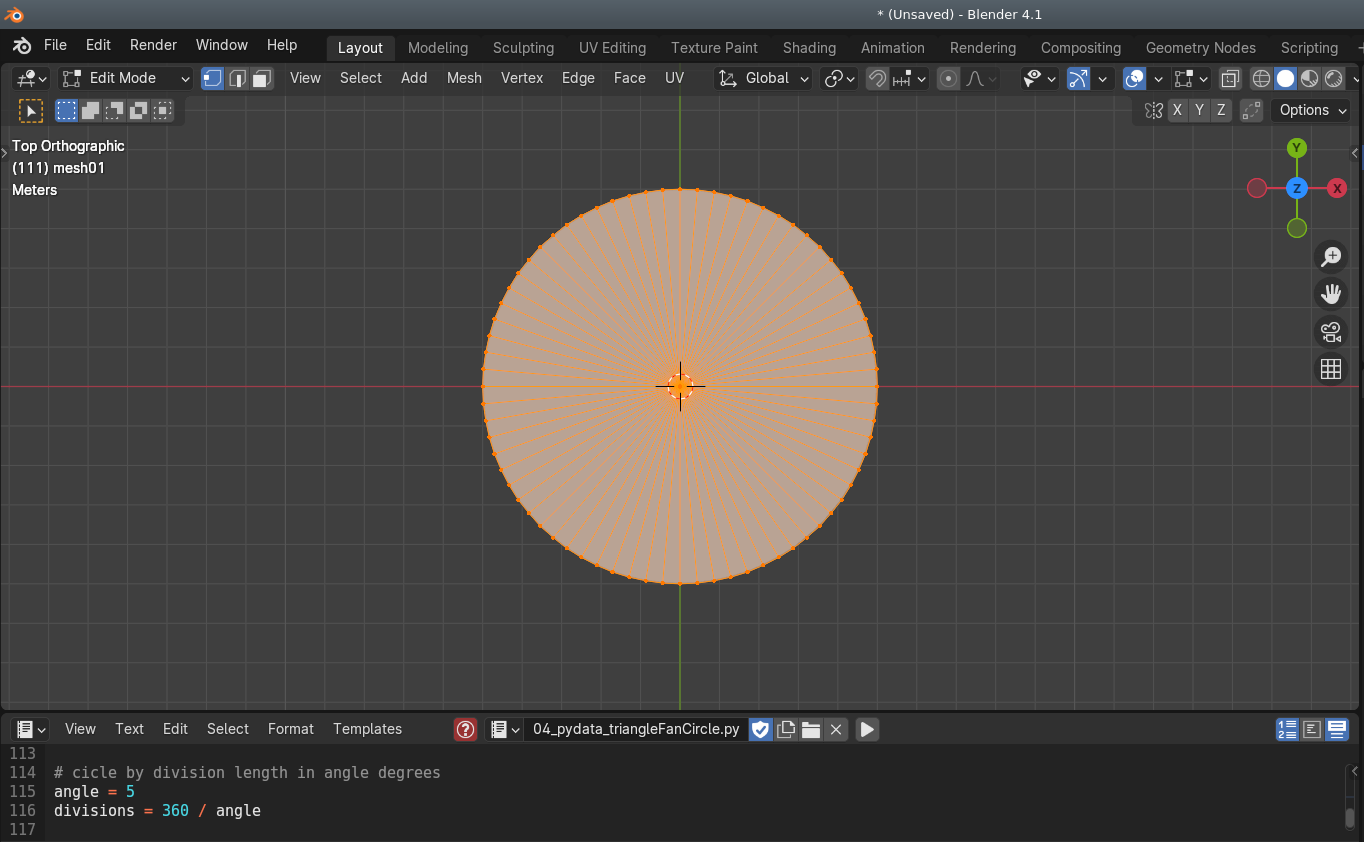 * (Unsaved) - Blender 4.1
File Edit Render Window Help Layout Modeling Sculpting UV Editing Texture Paint Shading Animation Rendering Compositing Geometry Nodes Scripting
Edit Mode View Select Add Mesh Vertex Edge Face UV Global
X Y Z Options
Top Orthographic
(111) mesh01
Meters
Y
Z X
View Text Edit Select Format Templates 04_pydata_triangleFanCircle.py
113
114 # cicle by division length in angle degrees
115 angle = 5
116 divisions = 360 / angle
117